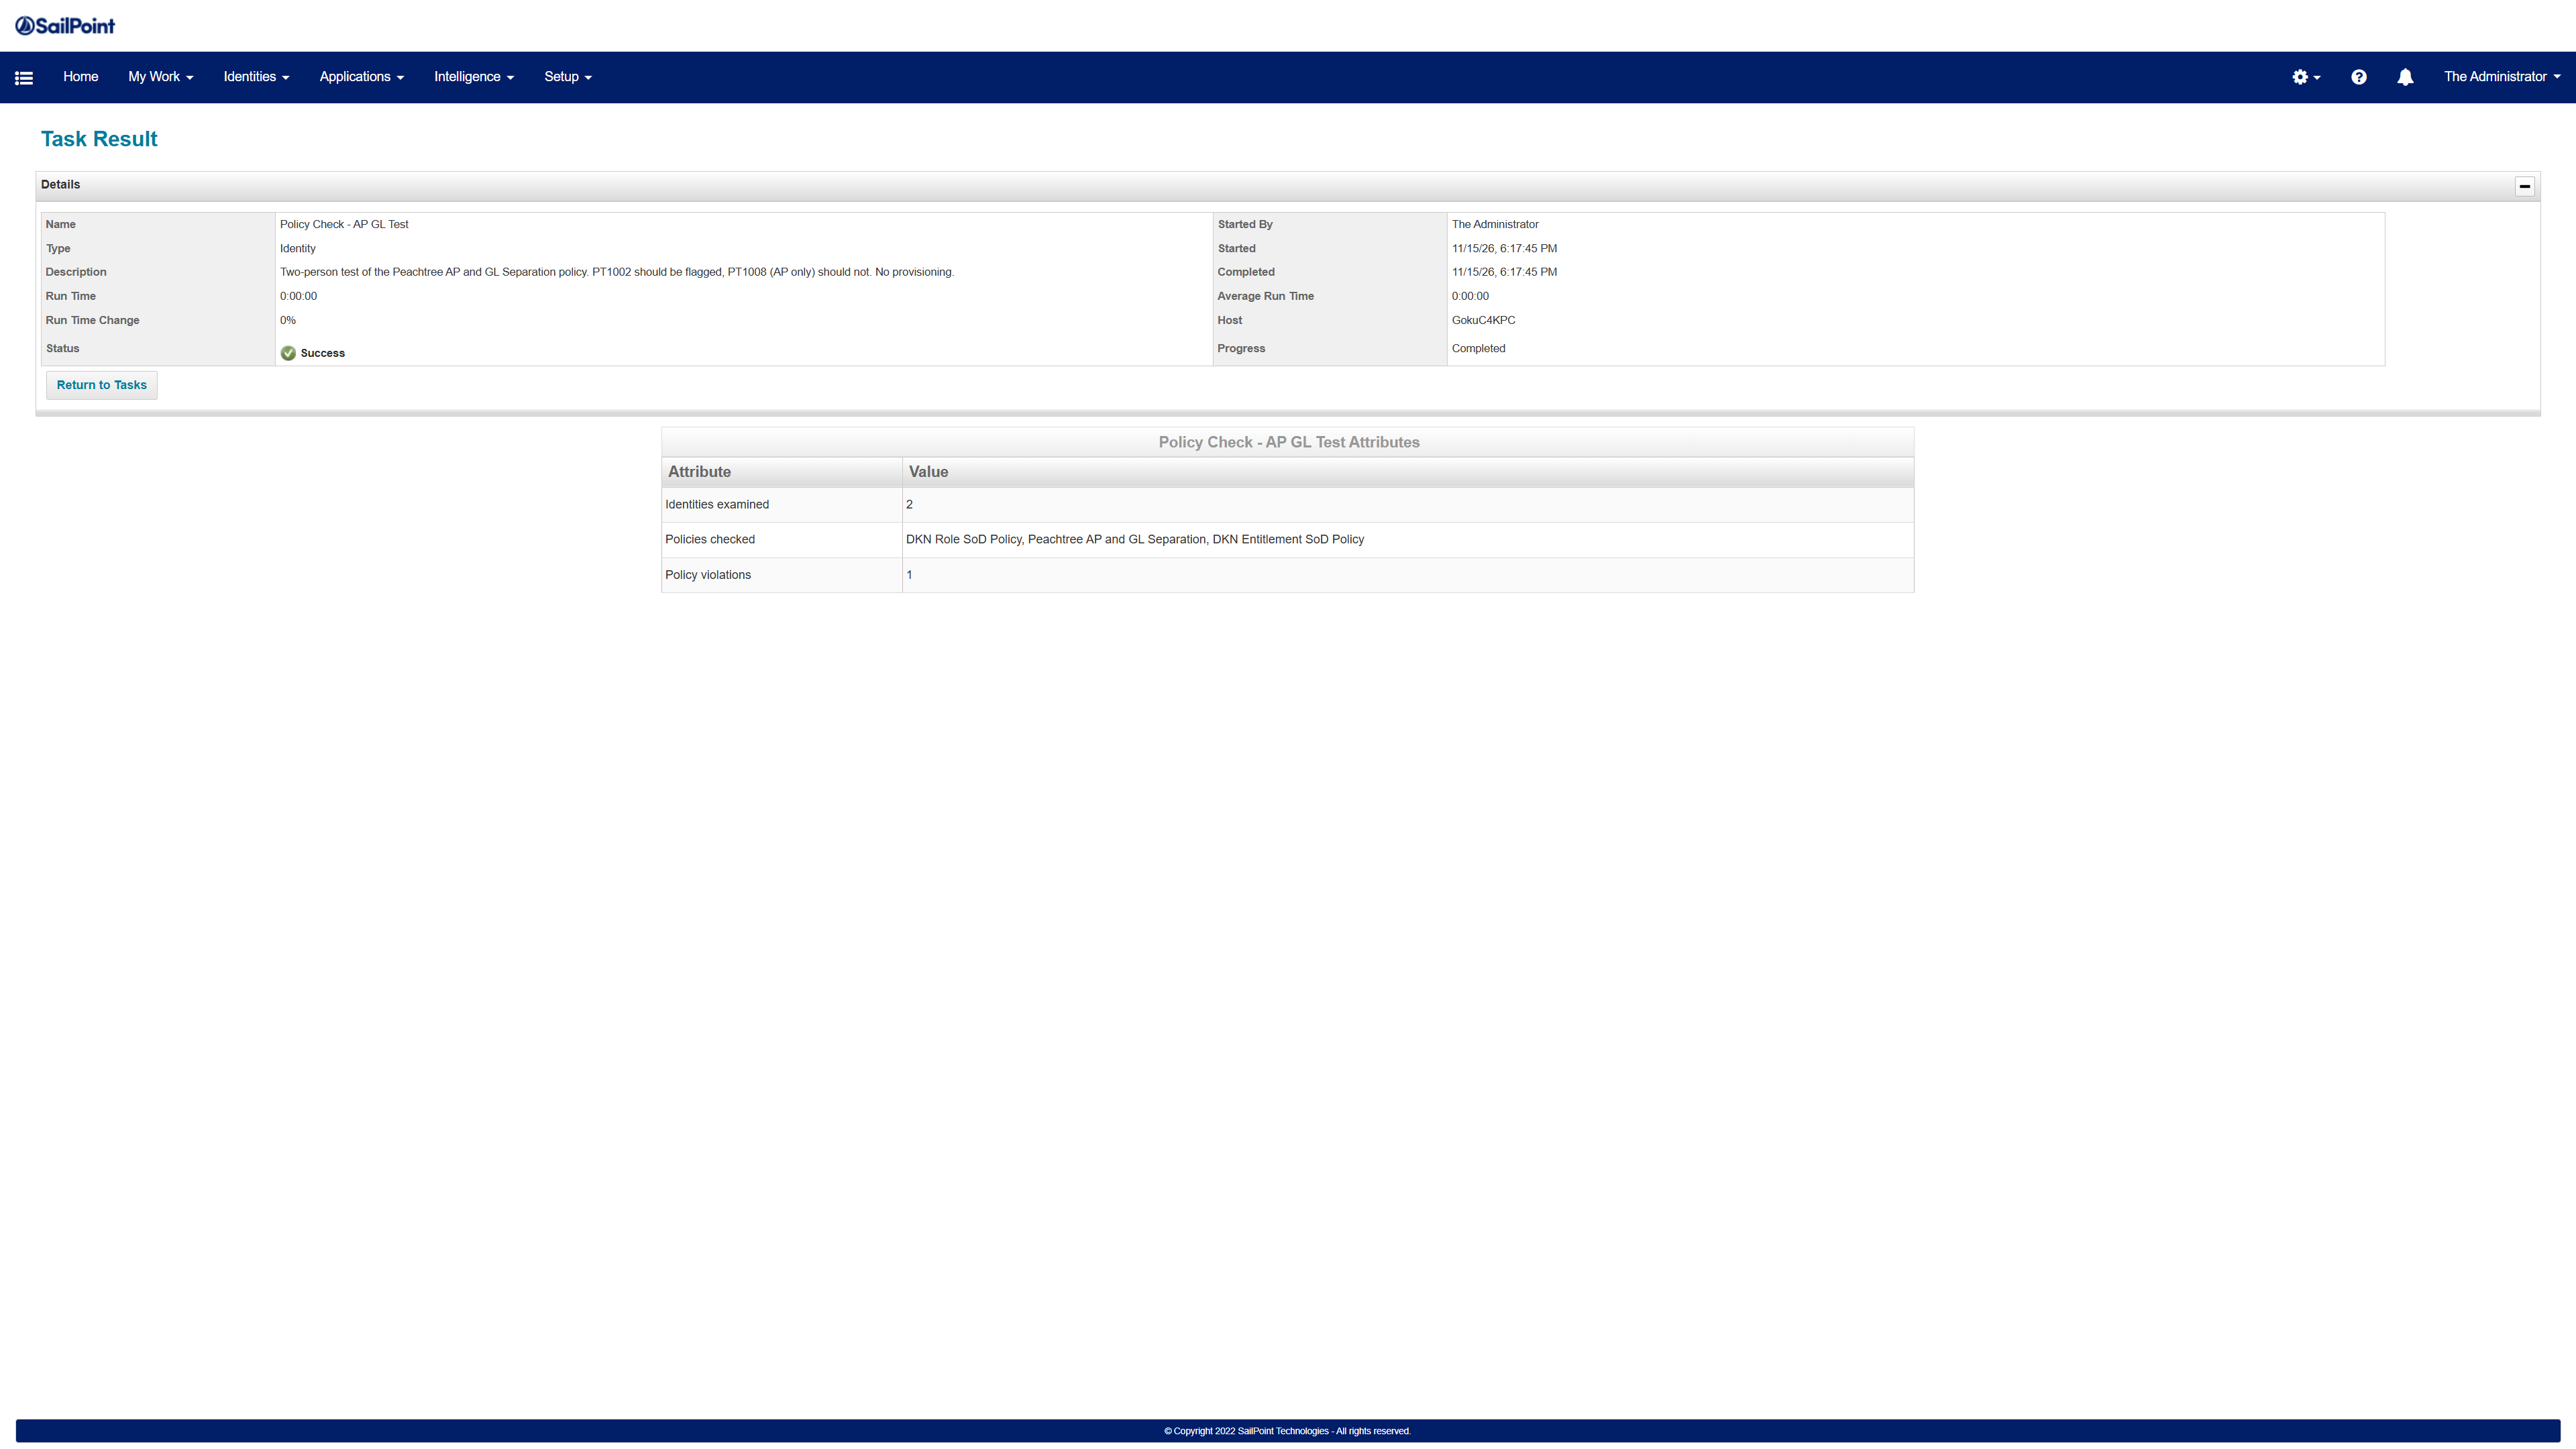 SailPoint
Home My Work Identities Applications Intelligence Setup The Administrator
Task Result
Details
Name Policy Check - AP GL Test Started By The Administrator
Type Identity Started 11/15/26, 6:17:45 PM
Description Two-person test of the Peachtree AP and GL Separation policy. PT1002 should be flagged, PT1008 (AP only) should not. No provisioning. Completed 11/15/26, 6:17:45 PM
Run Time 0:00:00 Average Run Time 0:00:00
Run Time Change 0% Host GokuC4KPC
Status Success Progress Completed
Return to Tasks
Policy Check - AP GL Test Attributes
Attribute Value
Identities examined 2
Policies checked DKN Role SoD Policy, Peachtree AP and GL Separation, DKN Entitlement SoD Policy
Policy violations 1
© Copyright 2022 SailPoint Technologies - All rights reserved.